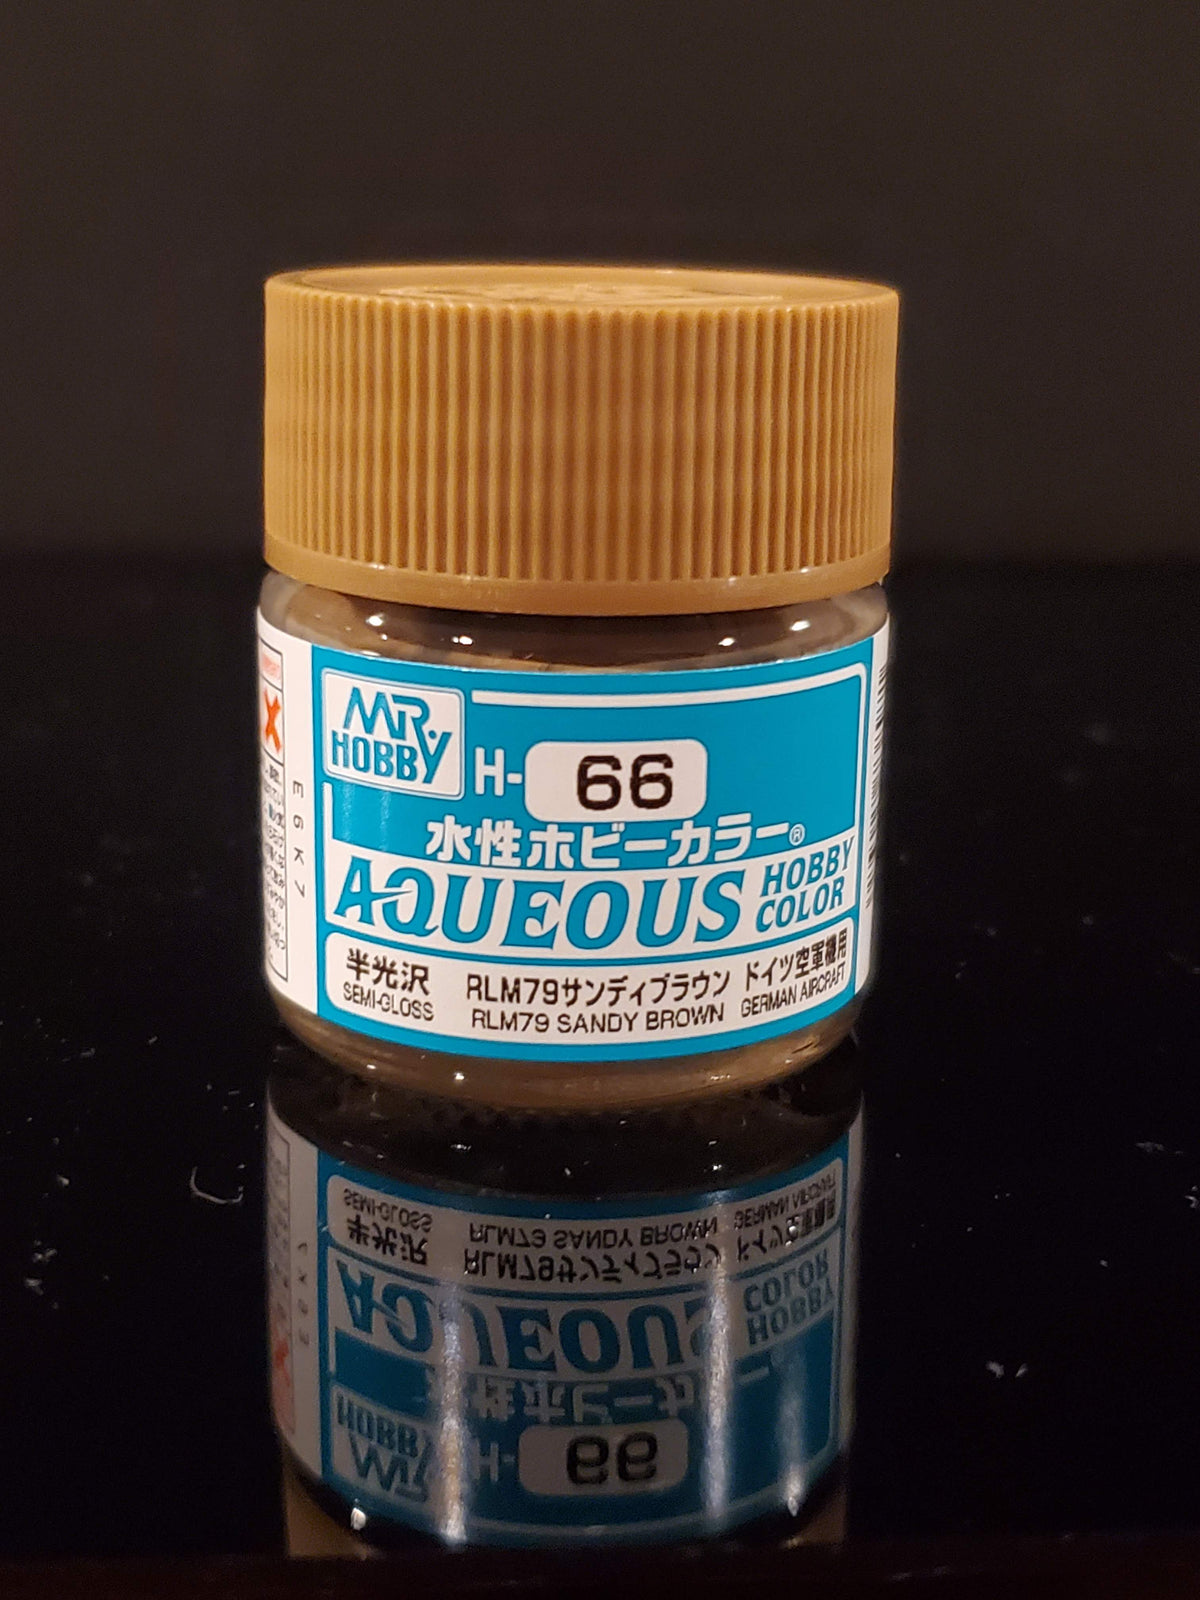 MR.
HOBBY
H-66
水性ホビーカラー®
AQUEOUS HOBBY COLOR
半光沢
SEMI-GLOSS
RLM79サンディブラウン
RLM79 SANDY BROWN
ドイツ空軍機用
GERMAN AIRCRAFT
E6K7